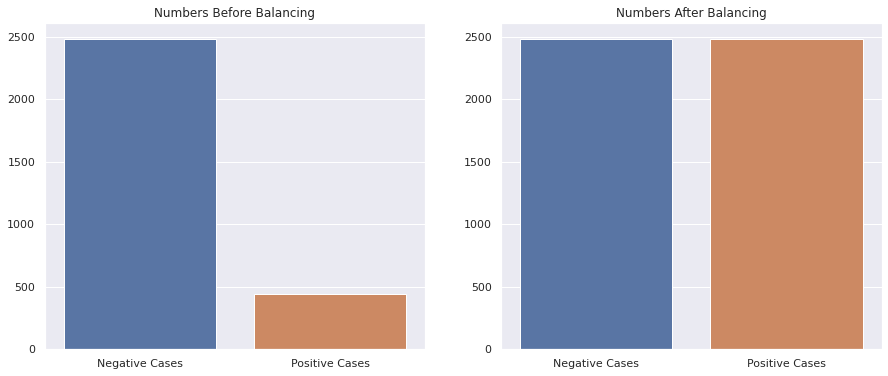 Numbers Before Balancing
2500
2000
1500
1000
500
0
Negative Cases
Positive Cases
Numbers After Balancing
2500
2000
1500
1000
500
0
Negative Cases
Positive Cases